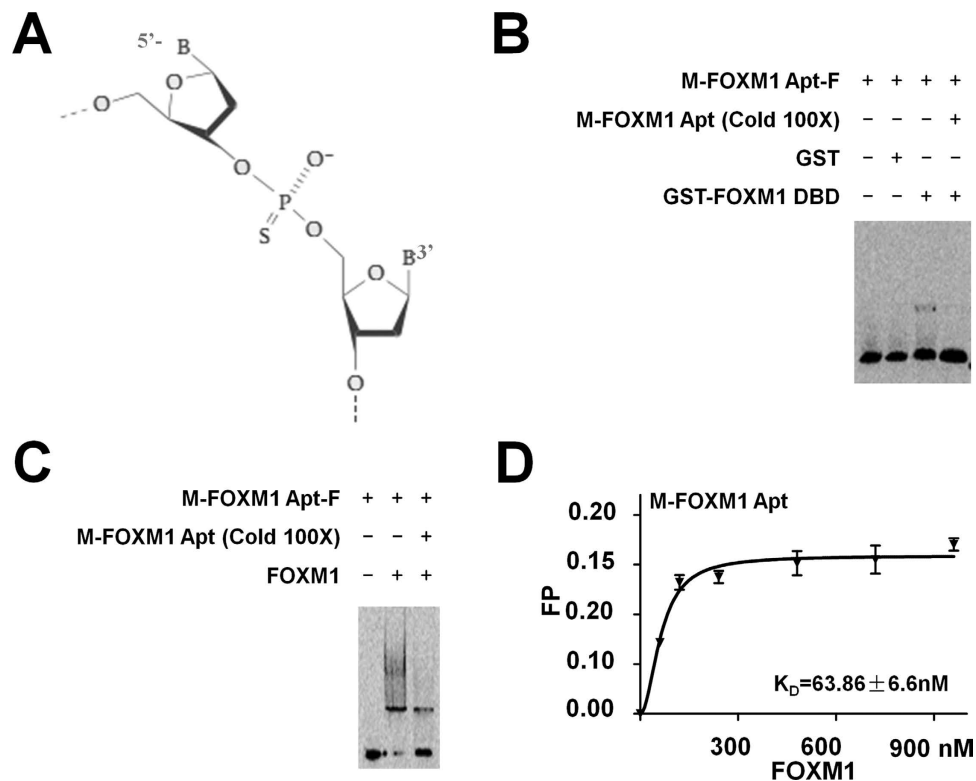 A
5'-
B
O
O
O
O⁻
P
S
O
B
3'
O
O
B
M-FOXM1 Apt-F + + + +
M-FOXM1 Apt (Cold 100X) – – – +
GST – + – –
GST-FOXM1 DBD – – + +
C
M-FOXM1 Apt-F + + +
M-FOXM1 Apt (Cold 100X) – – +
FOXM1 – + +
D
M-FOXM1 Apt
0.20
0.15
0.20
0.10
0.00
FP
K_D=63.86±6.6nM
300 600 900 nM
FOXM1